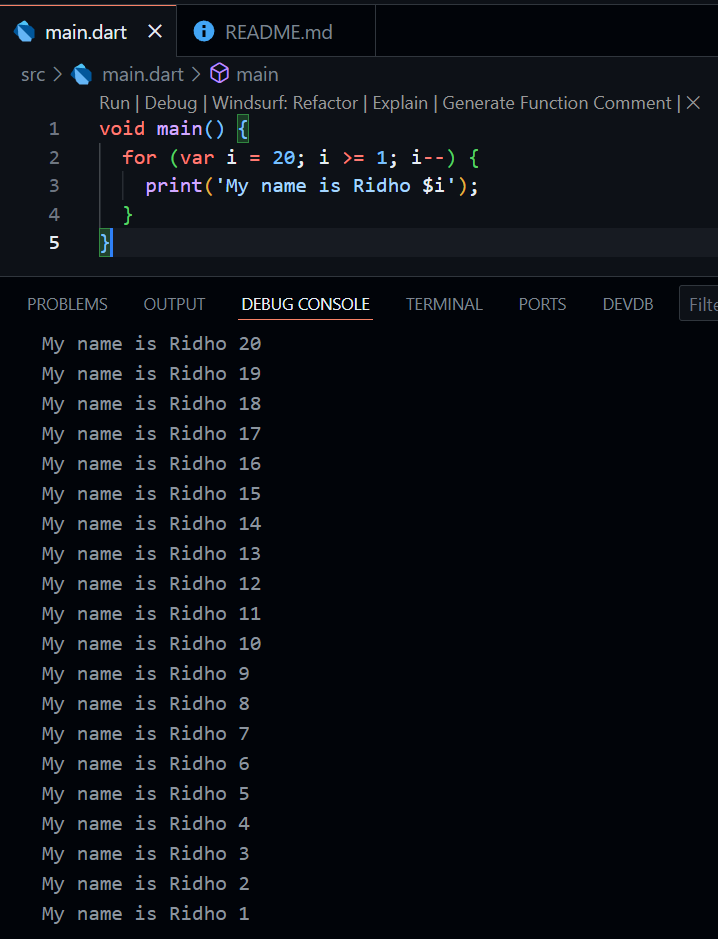 main.dart README.md
src > main.dart > main
Run | Debug | Windsurf: Refactor | Explain | Generate Function Comment |
1 void main() {
2 for (var i = 20; i >= 1; i--) {
3 print('My name is Ridho $i');
4 }
5 }
PROBLEMS OUTPUT DEBUG CONSOLE TERMINAL PORTS DEVDB Filte
My name is Ridho 20
My name is Ridho 19
My name is Ridho 18
My name is Ridho 17
My name is Ridho 16
My name is Ridho 15
My name is Ridho 14
My name is Ridho 13
My name is Ridho 12
My name is Ridho 11
My name is Ridho 10
My name is Ridho 9
My name is Ridho 8
My name is Ridho 7
My name is Ridho 6
My name is Ridho 5
My name is Ridho 4
My name is Ridho 3
My name is Ridho 2
My name is Ridho 1